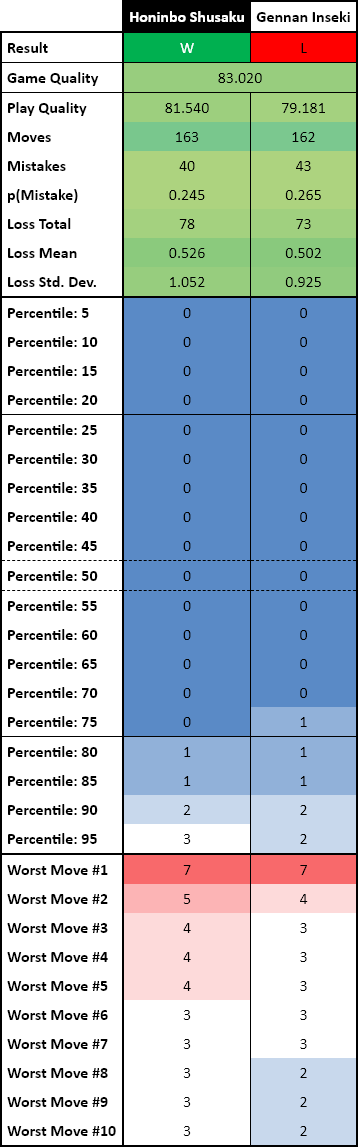 Honinbo Shusaku Gennan Inseki
Result W L
Game Quality 83.020
Play Quality 81.540 79.181
Moves 163 162
Mistakes 40 43
p(Mistake) 0.245 0.265
Loss Total 78 73
Loss Mean 0.526 0.502
Loss Std. Dev. 1.052 0.925
Percentile: 5 0 0
Percentile: 10 0 0
Percentile: 15 0 0
Percentile: 20 0 0
Percentile: 25 0 0
Percentile: 30 0 0
Percentile: 35 0 0
Percentile: 40 0 0
Percentile: 45 0 0
Percentile: 50 0 0
Percentile: 55 0 0
Percentile: 60 0 0
Percentile: 65 0 0
Percentile: 70 0 0
Percentile: 75 0 1
Percentile: 80 1 1
Percentile: 85 1 1
Percentile: 90 2 2
Percentile: 95 3 2
Worst Move #1 7 7
Worst Move #2 5 4
Worst Move #3 4 3
Worst Move #4 4 3
Worst Move #5 4 3
Worst Move #6 3 3
Worst Move #7 3 3
Worst Move #8 3 2
Worst Move #9 3 2
Worst Move #10 3 2